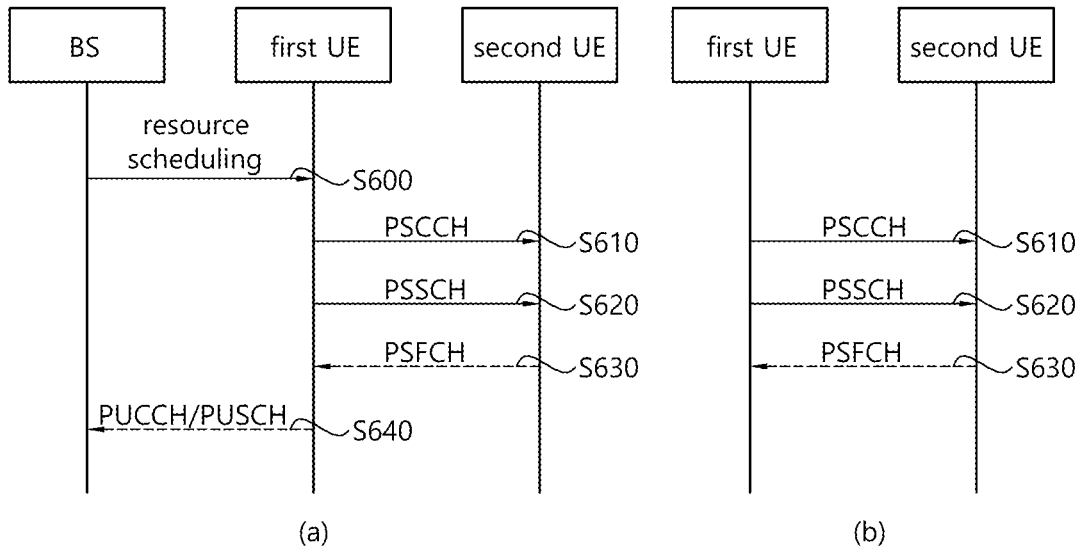 BS
first UE
second UE
first UE
second UE
resource
scheduling
S600
PSCCH
S610
PSCCH
S610
PSSCH
S620
PSSCH
S620
PSFCH
S630
PSFCH
S630
PUCCH/PUSCH
S640
(a)
(b)